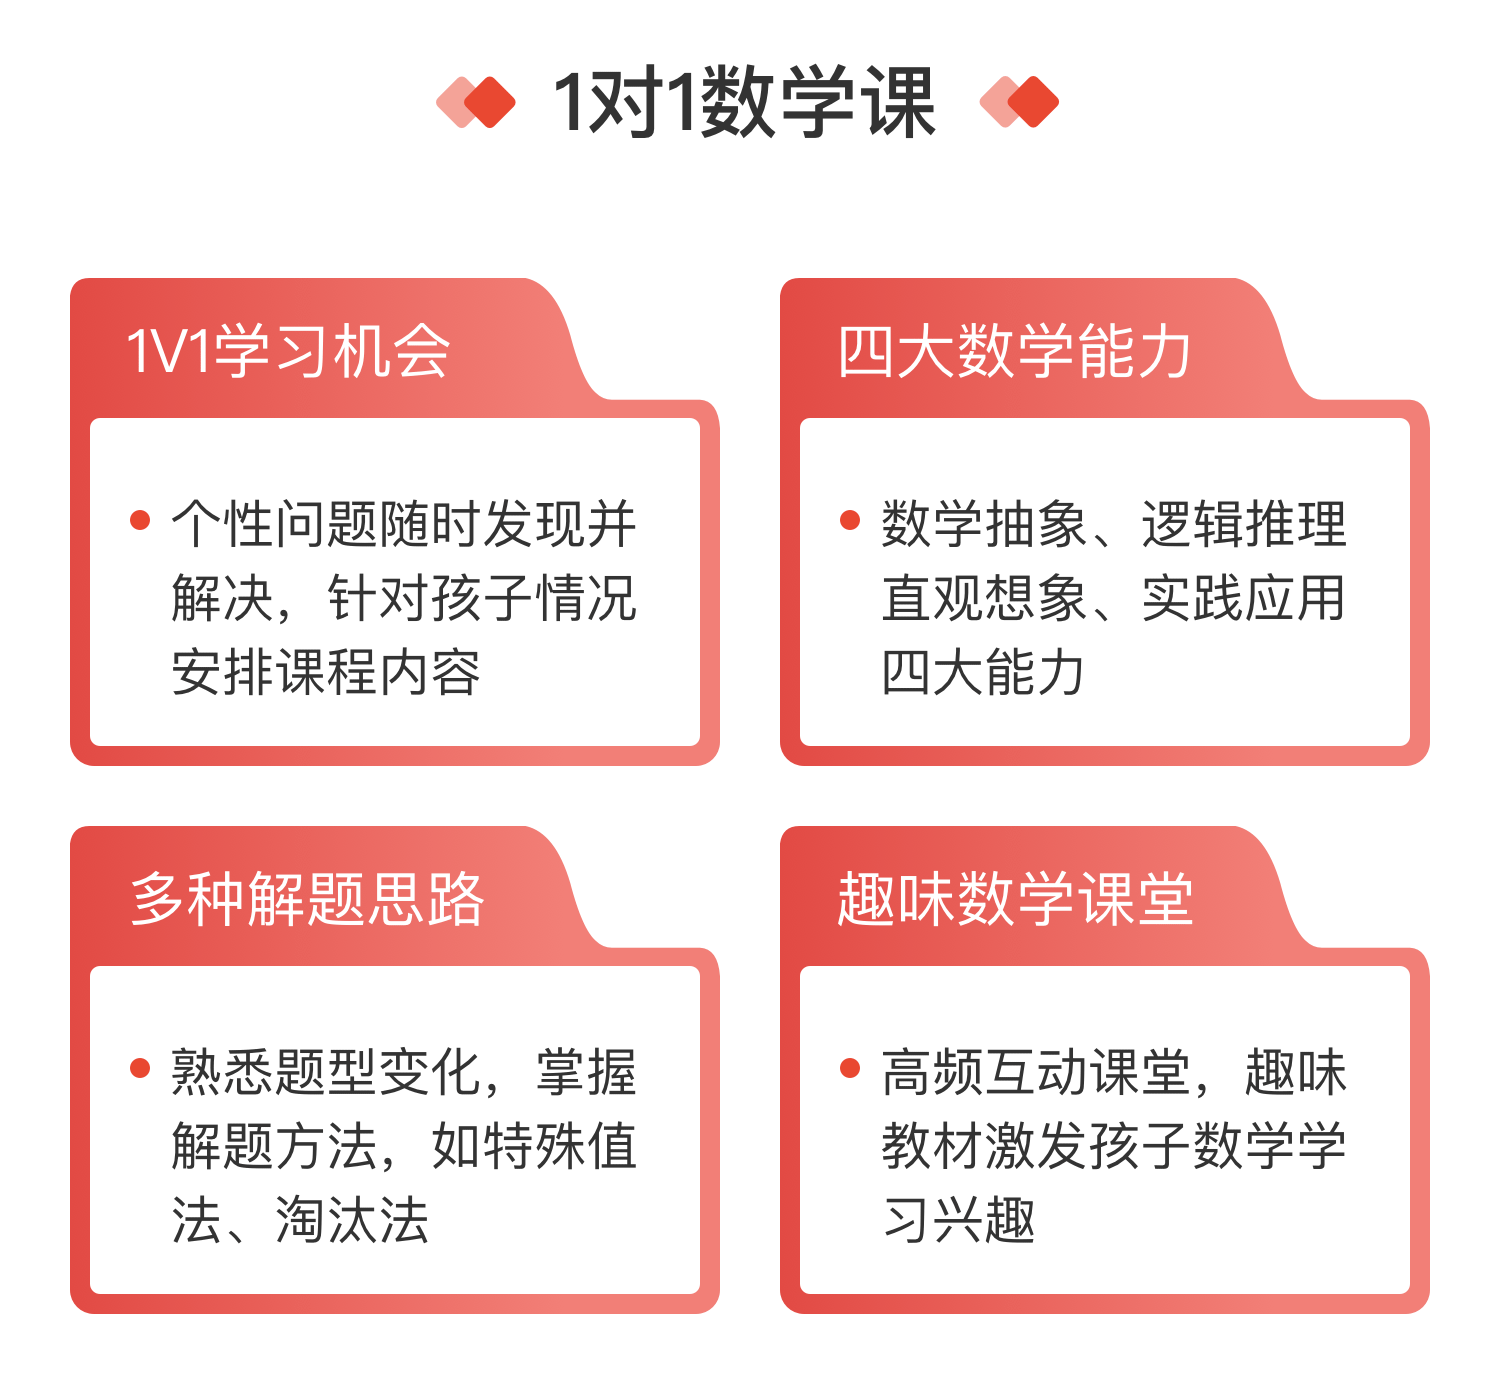 1对1数学课
1V1学习机会
个性问题随时发现并
解决，针对孩子情况
安排课程内容
四大数学能力
数学抽象、逻辑推理
直观想象、实践应用
四大能力
多种解题思路
熟悉题型变化，掌握
解题方法，如特殊值
法、淘汰法
趣味数学课堂
高频互动课堂，趣味
教材激发孩子数学学
习兴趣